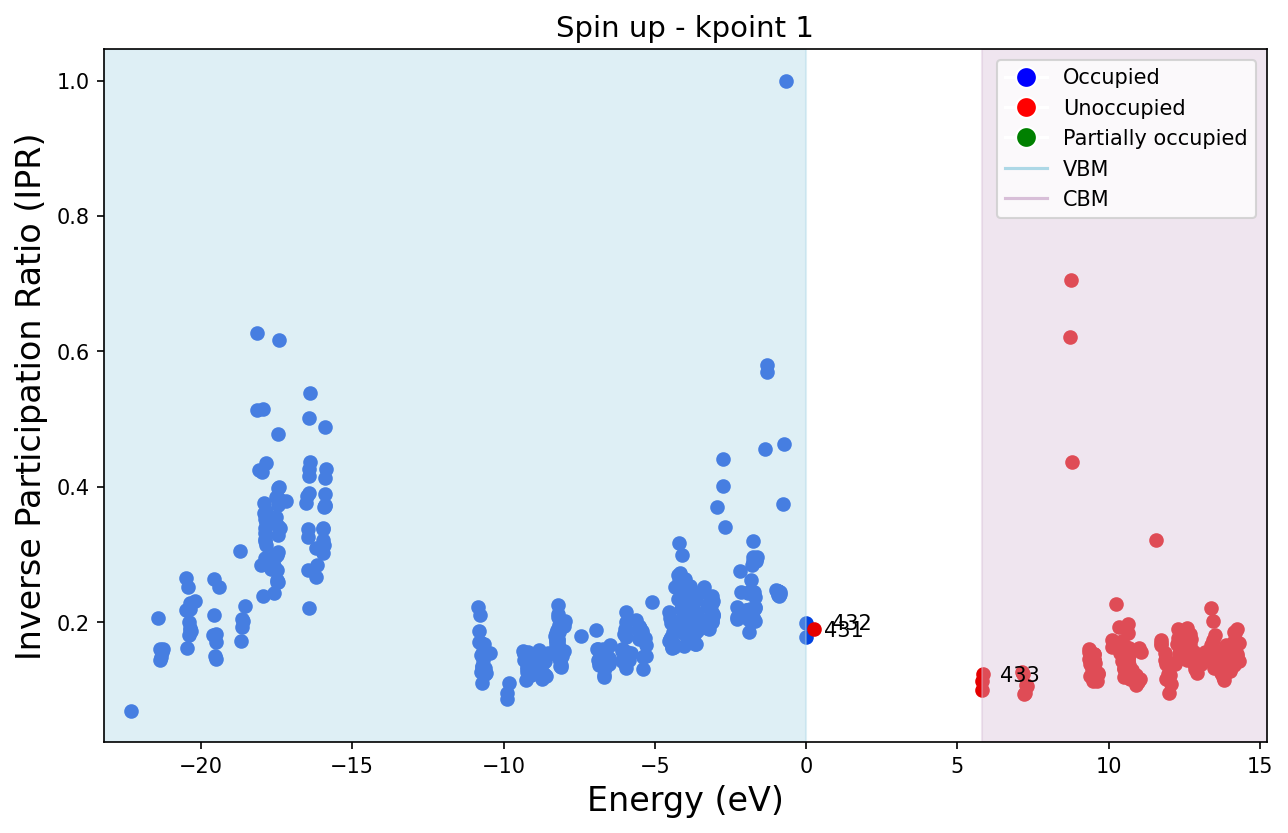 Spin up - kpoint 1
Inverse Participation Ratio (IPR)
1.0
0.8
0.6
0.4
0.2
Occupied
Unoccupied
Partially occupied
VBM
CBM
432
431
433
−20
−15
−10
−5
0
5
10
15
Energy (eV)